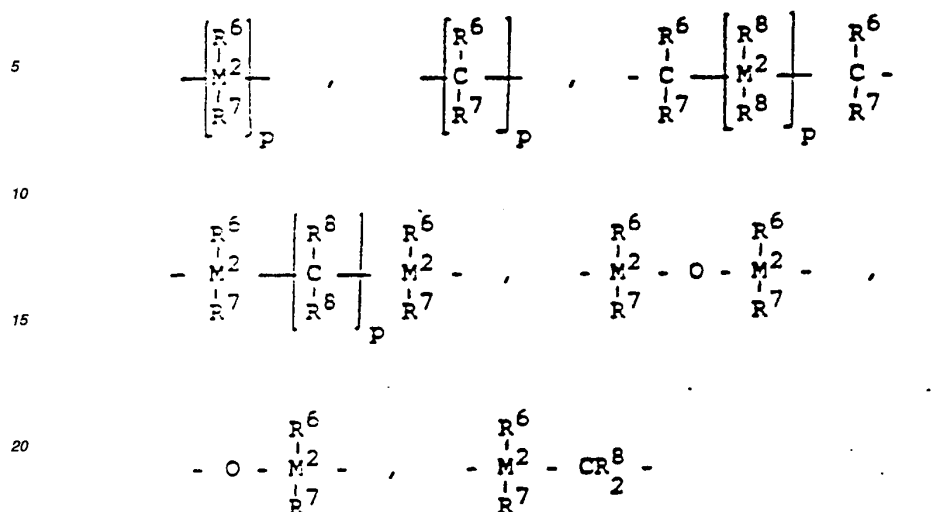 R6 R6 R6 R8 R6
5 -[M2]- , -[C]- , - C -[M2]- C -
R7 p R7 p R7 R8 p R7
10
R6 R8 R6 R6 R6
- M2 -[C]- M2 - , - M2 - O - M2 - ,
R7 R8 p R7 R7 R7
15
R6 R6
20 - O - M2 - , - M2 - CR8 2 -
R7 R7